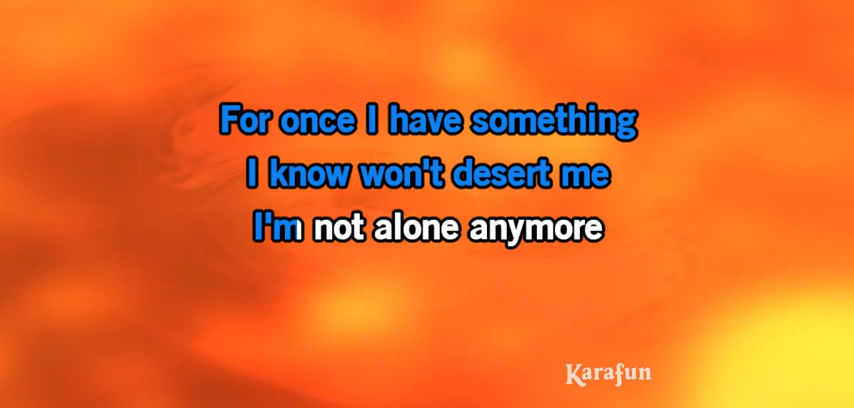 For once I have something
I know won't desert me
I'm not alone anymore
Karafun